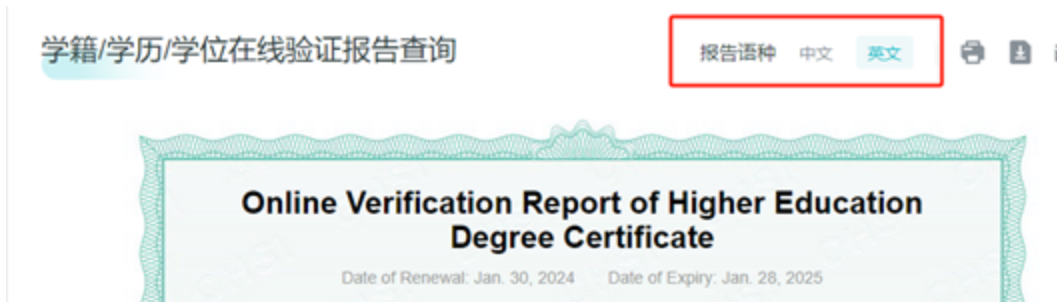 学籍/学历/学位在线验证报告查询
报告语种 中文 英文
Online Verification Report of Higher Education
Degree Certificate
Date of Renewal: Jan. 30, 2024 Date of Expiry: Jan. 28, 2025